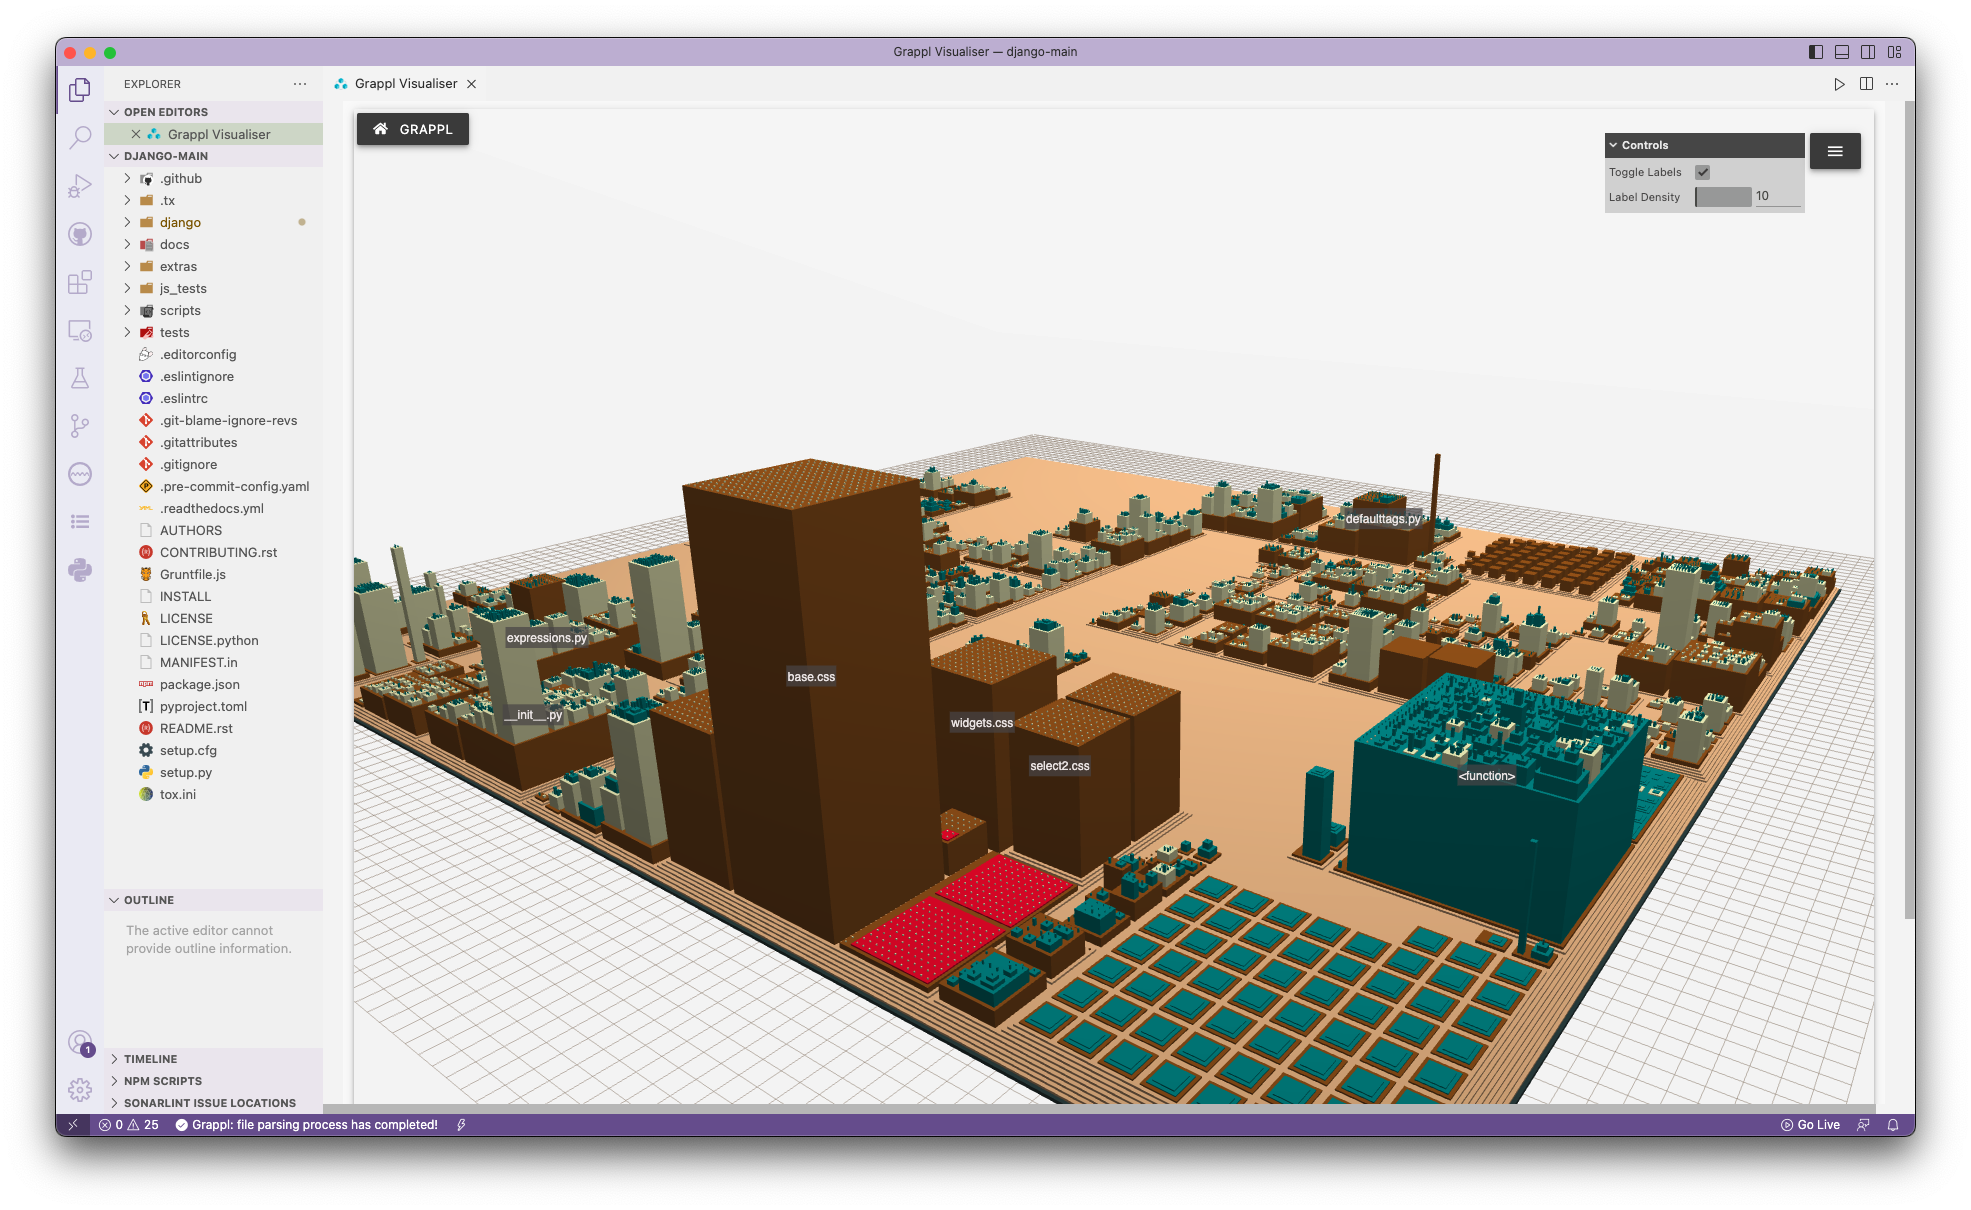 Grappl Visualiser — django-main
EXPLORER
OPEN EDITORS
Grappl Visualiser
DJANGO-MAIN
.github
.tx
django
docs
extras
js_tests
scripts
tests
.editorconfig
.eslintignore
.eslintrc
.git-blame-ignore-revs
.gitattributes
.gitignore
.pre-commit-config.yaml
.readthedocs.yml
AUTHORS
CONTRIBUTING.rst
Gruntfile.js
INSTALL
LICENSE
LICENSE.python
MANIFEST.in
package.json
[T] pyproject.toml
README.rst
setup.cfg
setup.py
tox.ini
OUTLINE
The active editor cannot
provide outline information.
TIMELINE
NPM SCRIPTS
SONARLINT ISSUE LOCATIONS
1
Grappl Visualiser
GRAPPL
Controls
Toggle Labels
Label Density 10
defaulttags.py
expressions.py
base.css
__init__.py
widgets.css
select2.css
<function>
0 25 Grappl: file parsing process has completed!
Go Live